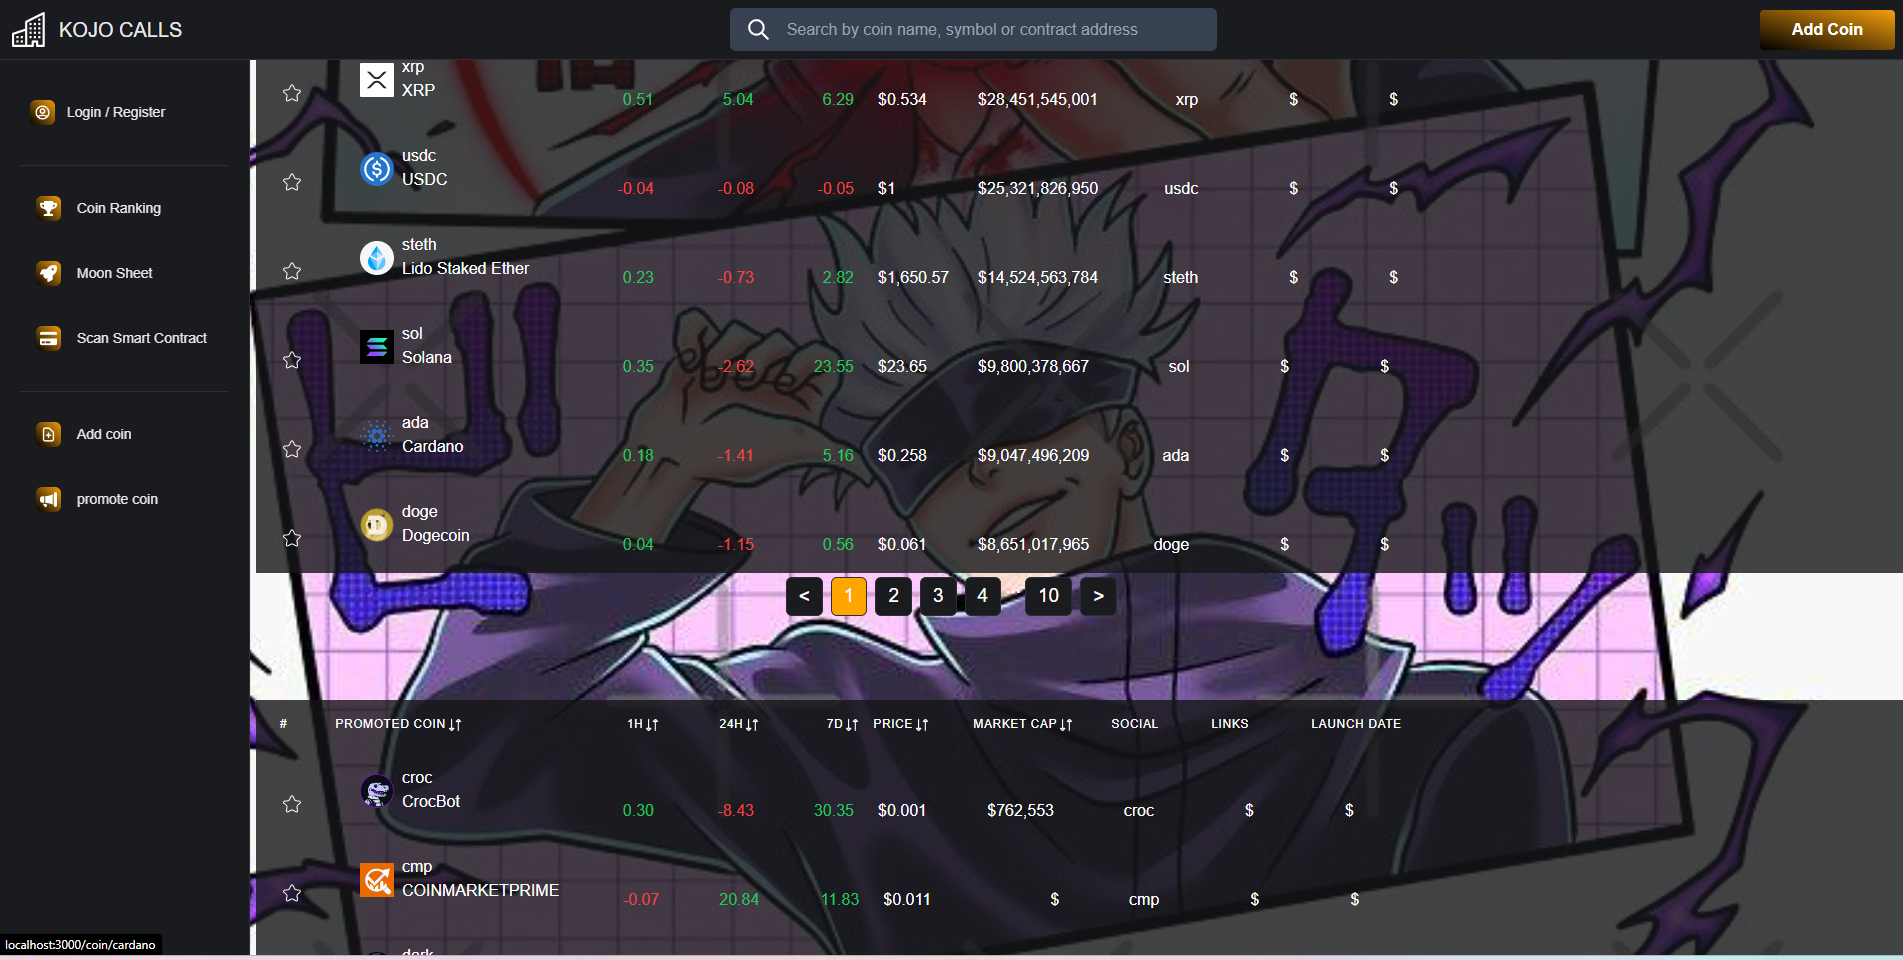 KOJO CALLS
Search by coin name, symbol or contract address
Add Coin
Login / Register
Coin Ranking
Moon Sheet
Scan Smart Contract
Add coin
promote coin
xrp
XRP
0.51 5.04 6.29 $0.534 $28,451,545,001 xrp $ $
usdc
USDC
-0.04 -0.08 -0.05 $1 $25,321,826,950 usdc $ $
steth
Lido Staked Ether
0.23 -0.73 2.82 $1,650.57 $14,524,563,784 steth $ $
sol
Solana
0.35 -2.62 23.55 $23.65 $9,800,378,667 sol $ $
ada
Cardano
0.18 -1.41 5.16 $0.258 $9,047,496,209 ada $ $
doge
Dogecoin
0.04 -1.15 0.56 $0.061 $8,651,017,965 doge $ $
< 1 2 3 4 10 >
# PROMOTED COIN 1H 24H 7D PRICE MARKET CAP SOCIAL LINKS LAUNCH DATE
croc
CrocBot
0.30 -8.43 30.35 $0.001 $762,553 croc $ $
cmp
COINMARKETPRIME
-0.07 20.84 11.83 $0.011 $ cmp $ $
dark
localhost:3000/coin/cardano